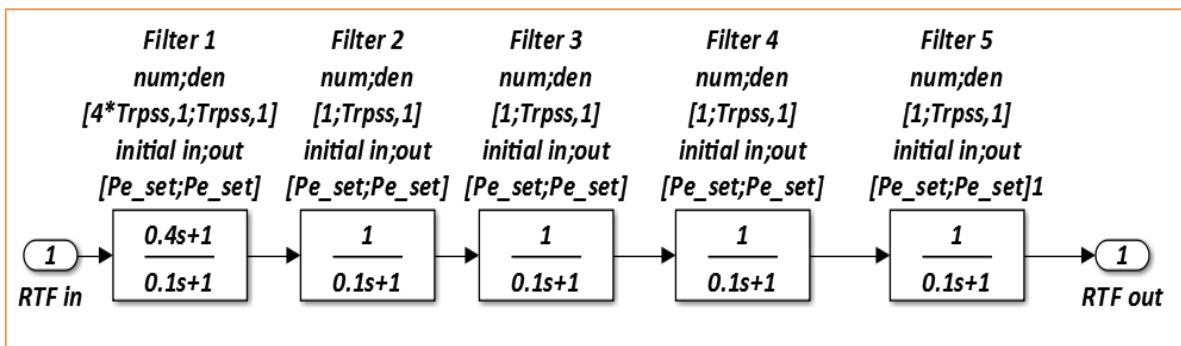 Filter 1 Filter 2 Filter 3 Filter 4 Filter 5
num;den num;den num;den num;den num;den
[4*Trpss,1;Trpss,1] [1;Trpss,1] [1;Trpss,1] [1;Trpss,1] [1;Trpss,1]
initial in;out initial in;out initial in;out initial in;out initial in;out
[Pe_set;Pe_set] [Pe_set;Pe_set] [Pe_set;Pe_set] [Pe_set;Pe_set] [Pe_set;Pe_set]1
0.4s+1 1 1 1 1
1 1
0.1s+1 0.1s+1 0.1s+1 0.1s+1 0.1s+1
RTF in RTF out